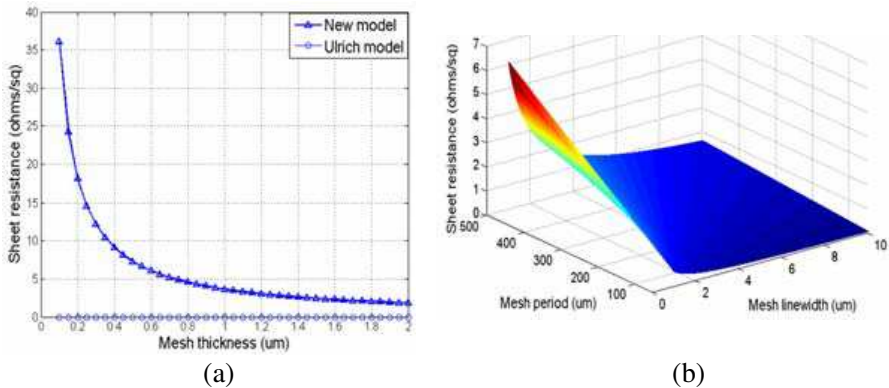 40
35
30
25
20
15
10
5
0
Sheet resistance (ohms/sq)
New model
Ulrich model
0 0.2 0.4 0.6 0.8 1 1.2 1.4 1.6 1.8 2
Mesh thickness (um)
(a)
7
6
5
4
3
2
1
0
Sheet resistance (ohms/sq)
500 400 300 200 100
Mesh period (um)
0 2 4 6 8 10
Mesh linewidth (um)
(b)